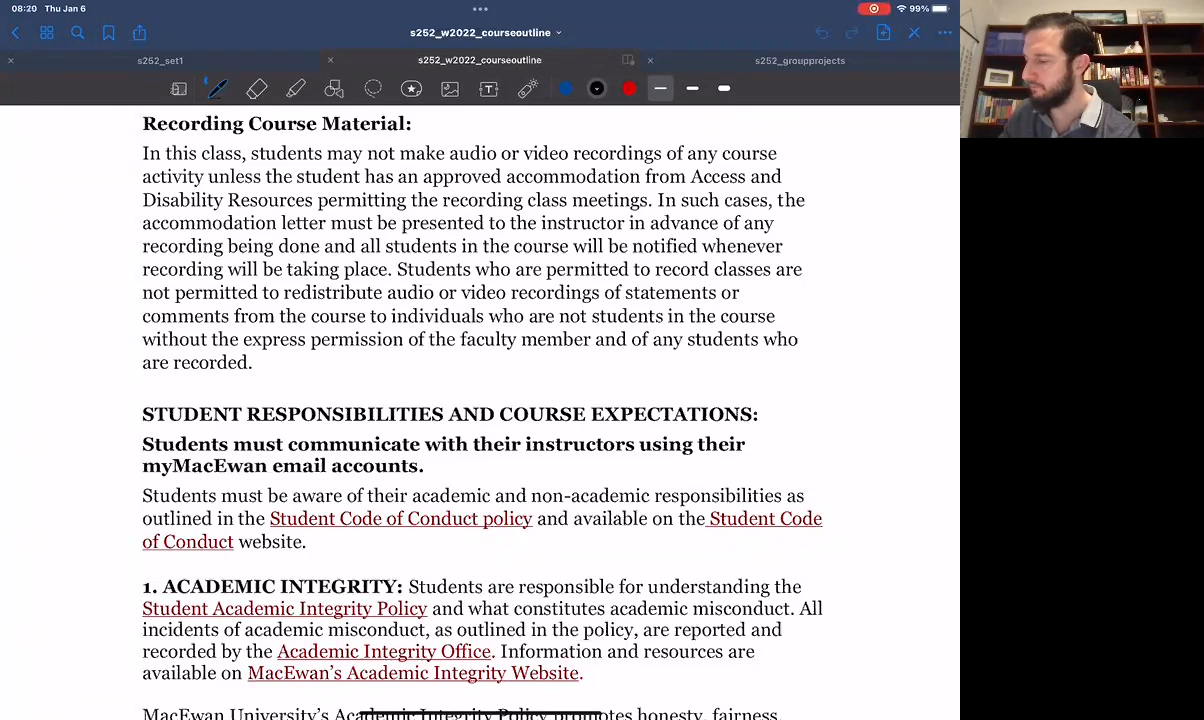 08:20 Thu Jan 6
99%
s252_w2022_courseoutline
s252_set1
s252_w2022_courseoutline
s252_groupprojects
Recording Course Material:
In this class, students may not make audio or video recordings of any course
activity unless the student has an approved accommodation from Access and
Disability Resources permitting the recording class meetings. In such cases, the
accommodation letter must be presented to the instructor in advance of any
recording being done and all students in the course will be notified whenever
recording will be taking place. Students who are permitted to record classes are
not permitted to redistribute audio or video recordings of statements or
comments from the course to individuals who are not students in the course
without the express permission of the faculty member and of any students who
are recorded.
STUDENT RESPONSIBILITIES AND COURSE EXPECTATIONS:
Students must communicate with their instructors using their
myMacEwan email accounts.
Students must be aware of their academic and non-academic responsibilities as
outlined in the Student Code of Conduct policy and available on the Student Code
of Conduct website.
1. ACADEMIC INTEGRITY: Students are responsible for understanding the
Student Academic Integrity Policy and what constitutes academic misconduct. All
incidents of academic misconduct, as outlined in the policy, are reported and
recorded by the Academic Integrity Office. Information and resources are
available on MacEwan's Academic Integrity Website.
MacEwan University's Academic Integrity Policy promotes honesty, fairness,